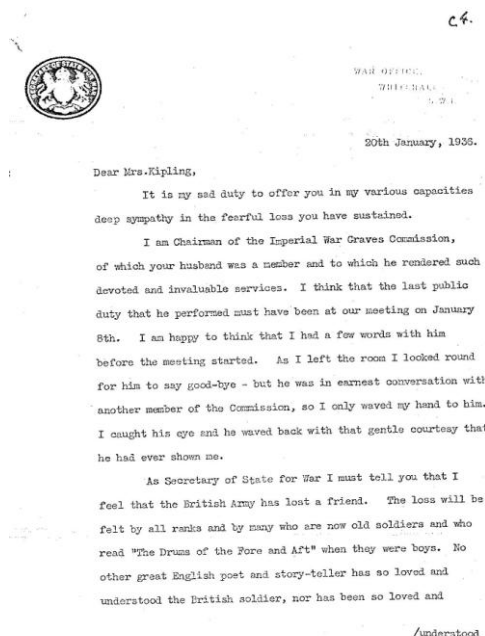 C4.
WAR OFFICE,
WHITEHALL
S.W.1.
20th January, 1936.
Dear Mrs.Kipling,
It is my sad duty to offer you in my various capacities
deep sympathy in the fearful loss you have sustained.
I am Chairman of the Imperial War Graves Commission,
of which your husband was a member and to which he rendered such
devoted and invaluable services. I think that the last public
duty that he performed must have been at our meeting on January
8th. I am happy to think that I had a few words with him
before the meeting started. As I left the room I looked round
for him to say good-bye - but he was in earnest conversation with
another member of the Commission, so I only waved my hand to him.
I caught his eye and he waved back with that gentle courtesy that
he had ever shown me.
As Secretary of State for War I must tell you that I
feel that the British Army has lost a friend. The loss will be
felt by all ranks and by many who are now old soldiers and who
read "The Drums of the Fore and Aft" when they were boys. No
other great English poet and story-teller has so loved and
understood the British soldier, nor has been so loved and
/understood